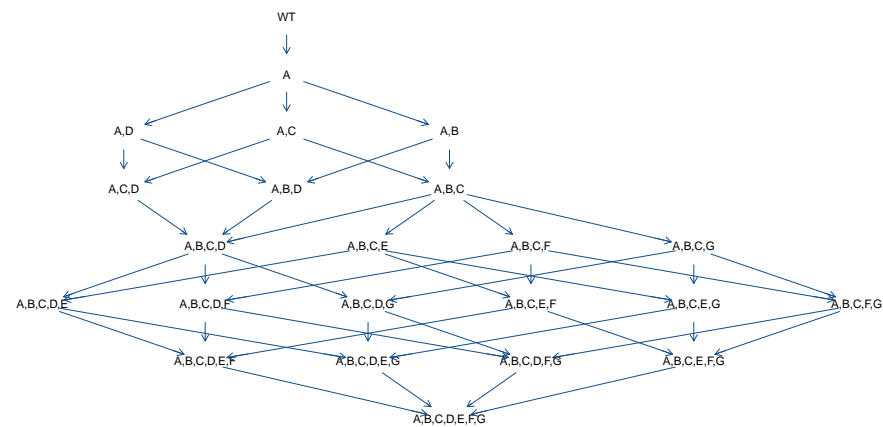 WT
A
A,D A,C A,B
A,C,D A,B,D A,B,C
A,B,C,D A,B,C,E A,B,C,F A,B,C,G
A,B,C,D,E A,B,C,D,F A,B,C,D,G A,B,C,E,F A,B,C,E,G A,B,C,F,G
A,B,C,D,E,F A,B,C,D,E,G A,B,C,D,F,G A,B,C,E,F,G
A,B,C,D,E,F,G